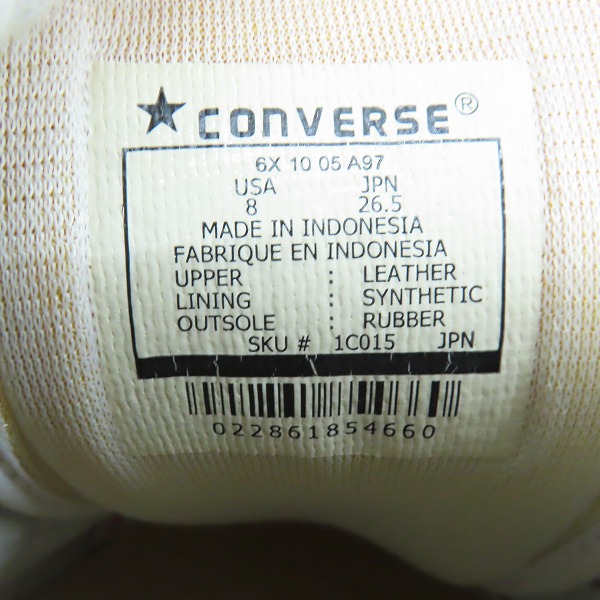 ★ CONVERSE®
6X 10 05 A97
USA JPN
8 26.5
MADE IN INDONESIA
FABRIQUE EN INDONESIA
UPPER : LEATHER
LINING : SYNTHETIC
OUTSOLE : RUBBER
SKU # 1C015 JPN
022861854660